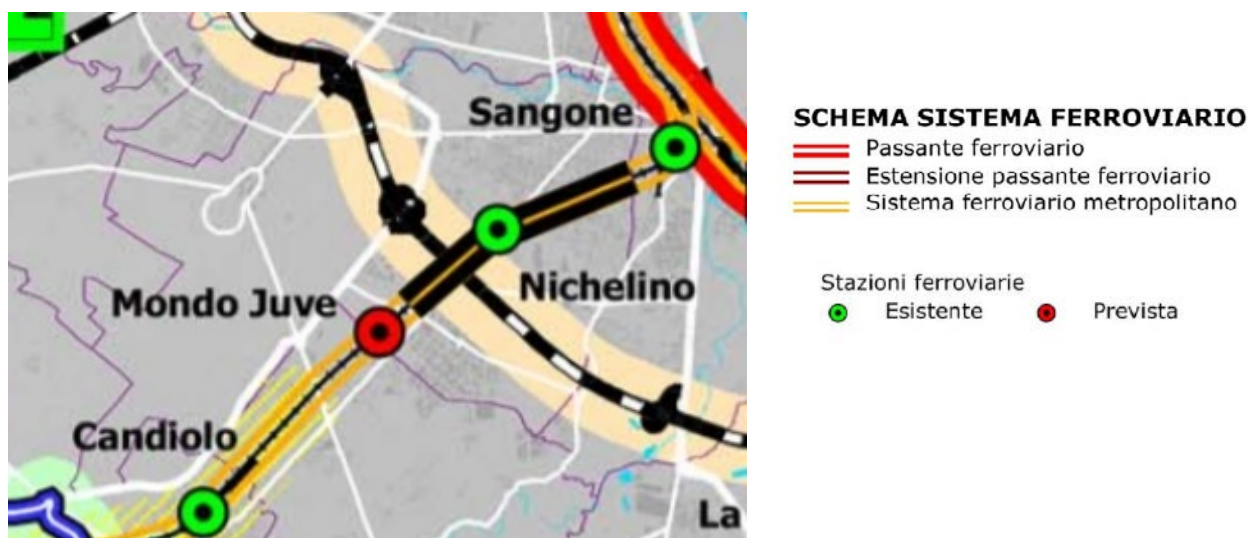 Sangone
Nichelino
Mondo Juve
Candiolo
La
SCHEMA SISTEMA FERROVIARIO
Passante ferroviario
Estensione passante ferroviario
Sistema ferroviario metropolitano
Stazioni ferroviarie
Esistente Prevista